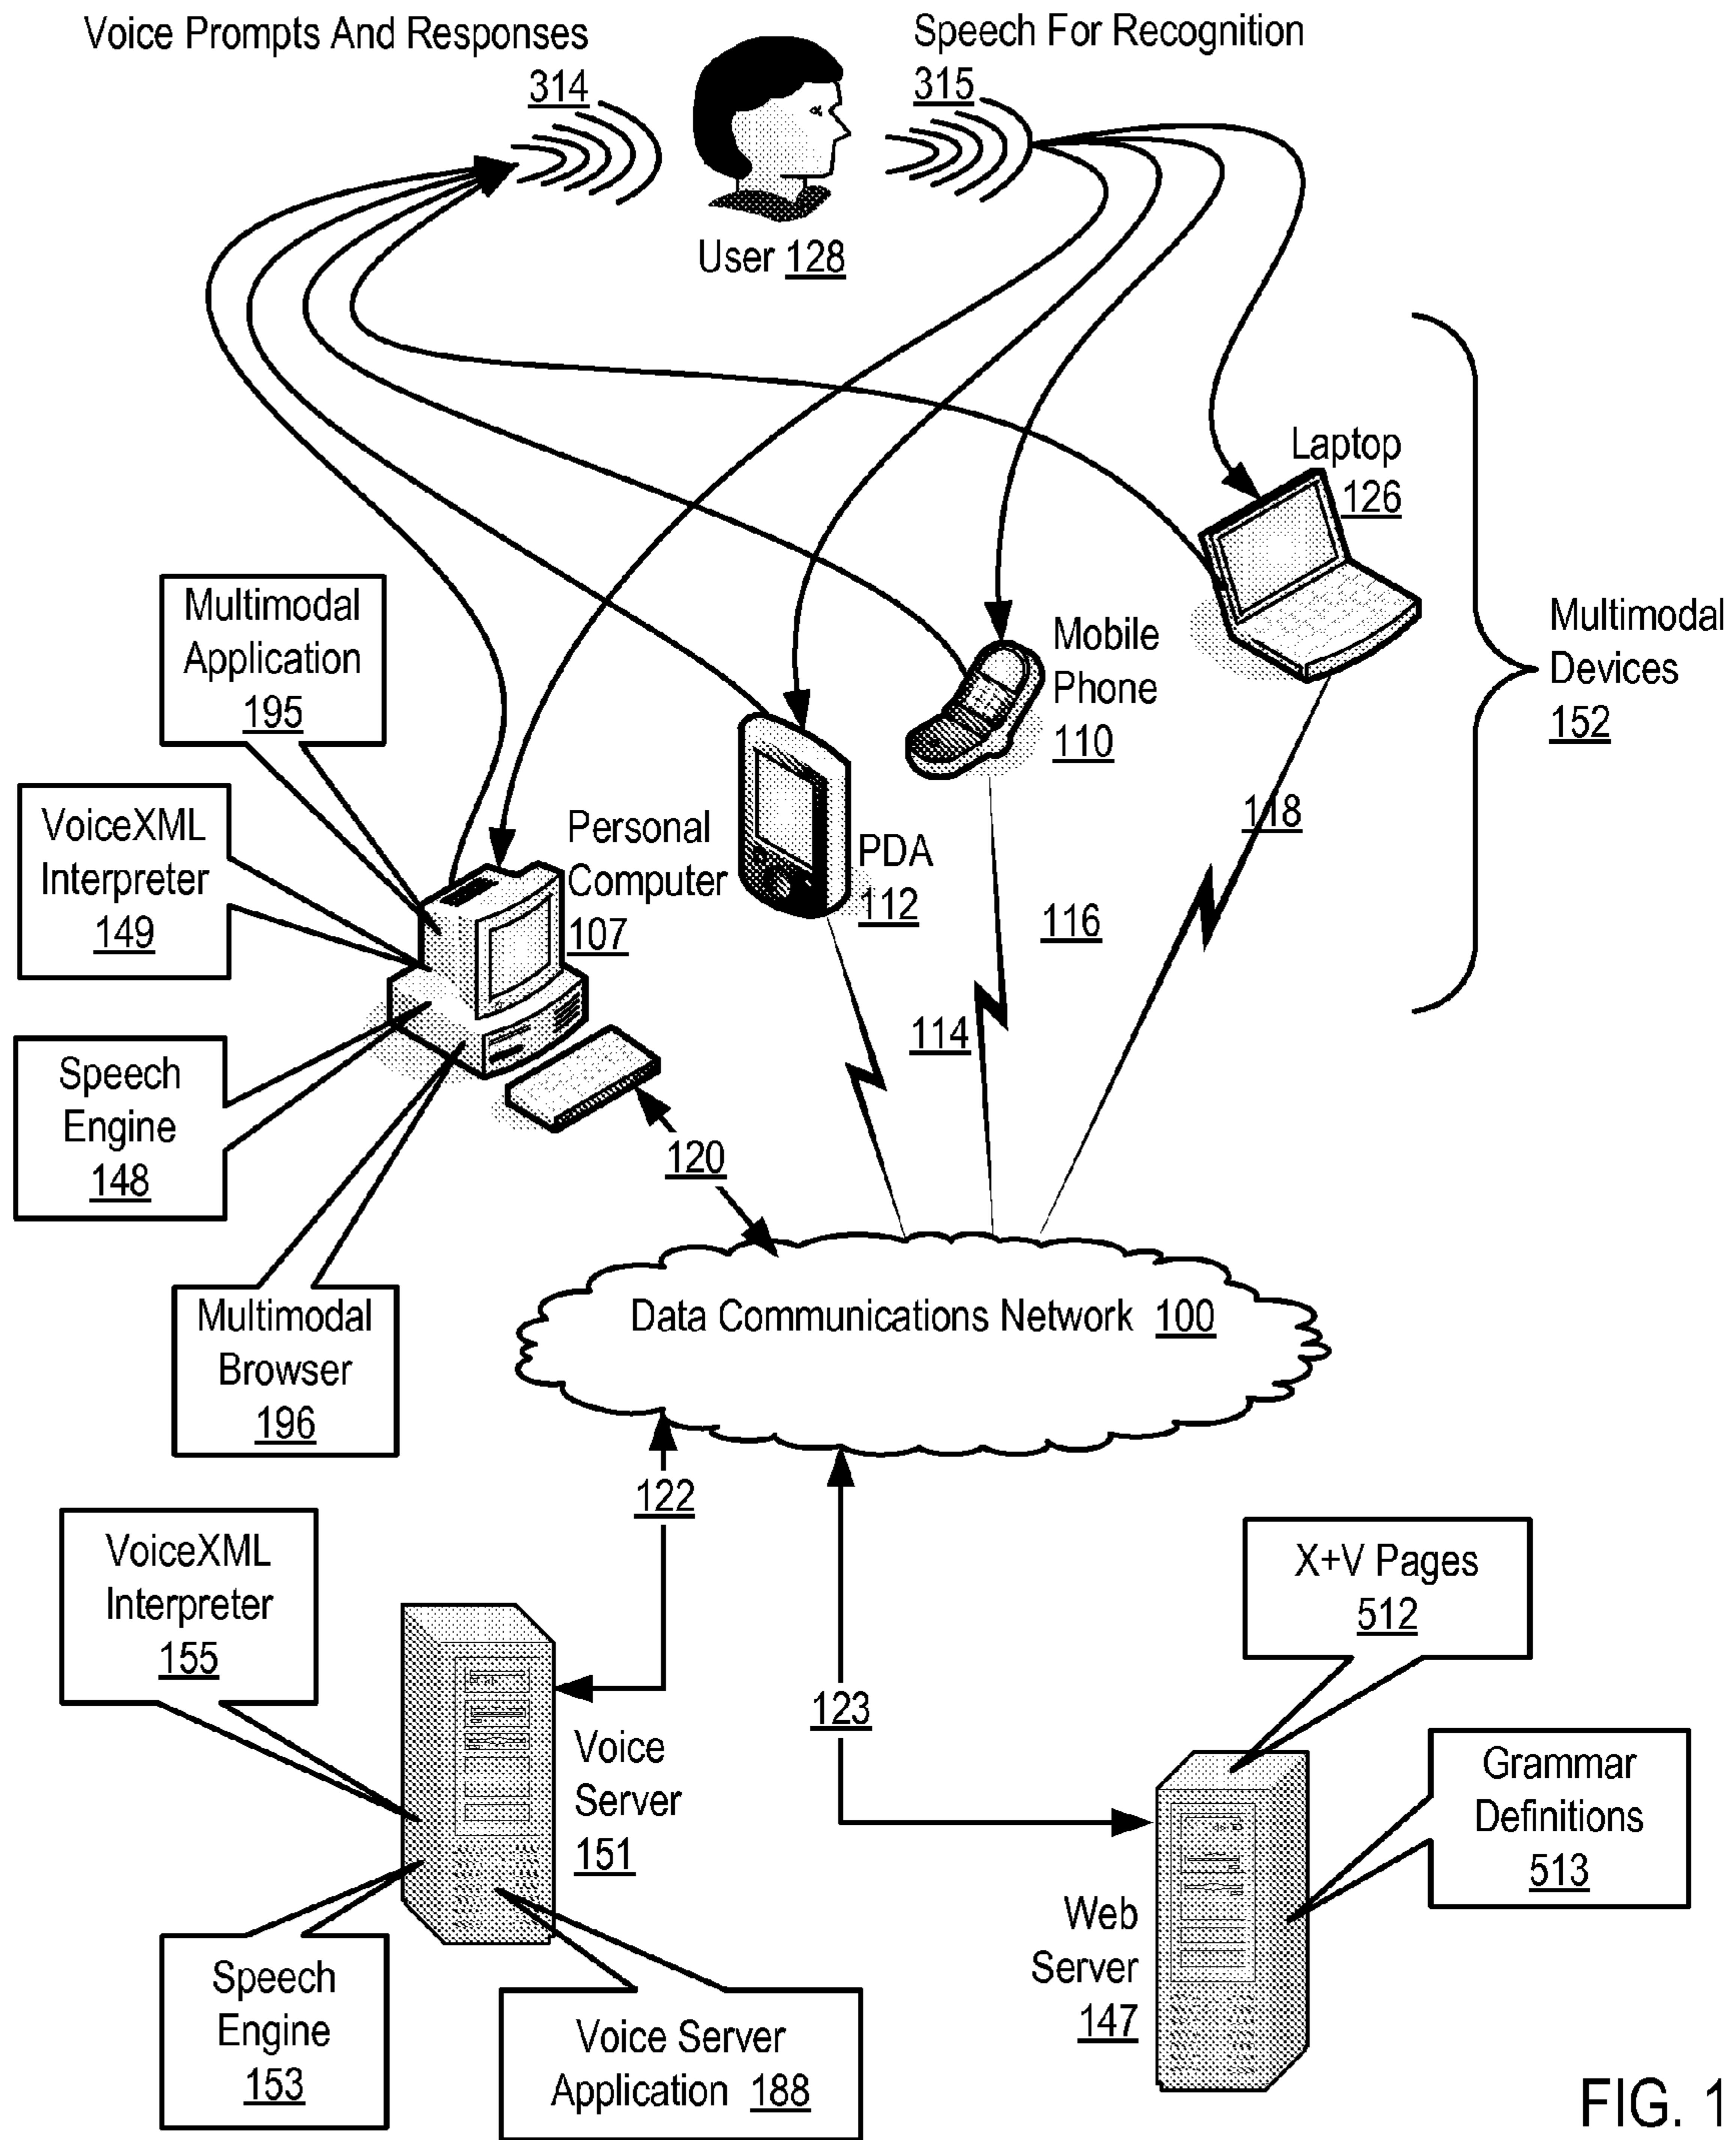 Voice Prompts And Responses
314
Speech For Recognition
315
User 128
Laptop
126
Multimodal
Devices
152
Mobile
Phone
110
Multimodal
Application
195
VoiceXML
Interpreter
149
Personal
Computer
107
PDA
112
118
116
114
Speech
Engine
148
120
Multimodal
Browser
196
Data Communications Network 100
122
VoiceXML
Interpreter
155
X+V Pages
512
123
Voice
Server
151
Grammar
Definitions
513
Web
Server
147
Speech
Engine
153
Voice Server
Application 188
FIG. 1